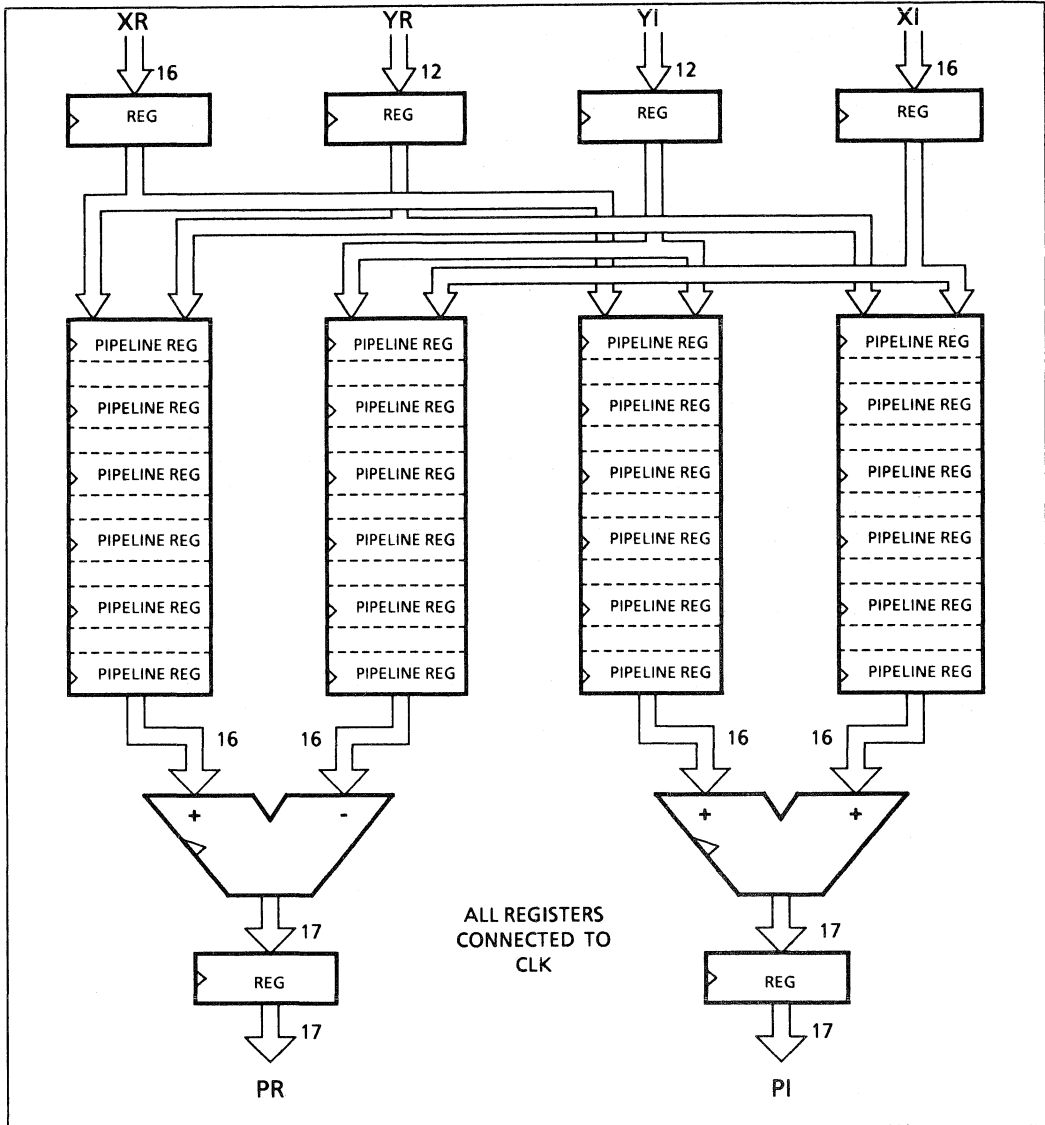 XR YR YI XI
16 12 12 16
REG REG REG REG
PIPELINE REG PIPELINE REG PIPELINE REG PIPELINE REG
PIPELINE REG PIPELINE REG PIPELINE REG PIPELINE REG
PIPELINE REG PIPELINE REG PIPELINE REG PIPELINE REG
PIPELINE REG PIPELINE REG PIPELINE REG PIPELINE REG
PIPELINE REG PIPELINE REG PIPELINE REG PIPELINE REG
PIPELINE REG PIPELINE REG PIPELINE REG PIPELINE REG
16 16 16 16
+ - + +
ALL REGISTERS
CONNECTED TO
CLK
17 17
REG REG
17 17
PR PI